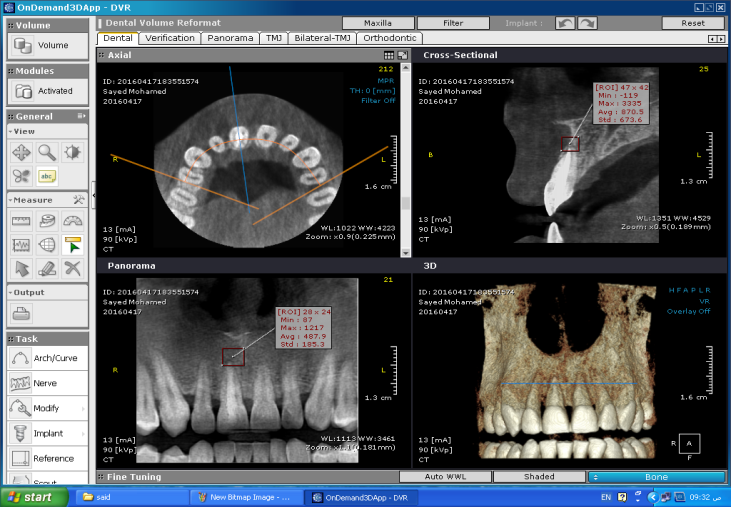 OnDemand3DApp - DVR
Volume
Volume
Modules
Activated
General
View
abc
Measure
Output
Task
Arch/Curve
Nerve
Modify
Implant
Reference
Scout
Dental Volume Reformat
Maxilla
Filter
Implant :
Reset
Dental
Verification
Panorama
TMJ
Bilateral-TMJ
Orthodontic
Axial
212
ID: 20160417183551574
Sayed Mohamed
20160417
MPR
TH: 0 [mm]
Filter Off
R
L
1.6 cm
13 [mA]
90 [kVp]
CT
WL:1022 WW:4223
Zoom: x0.9(0.225mm)
Cross-Sectional
25
ID: 20160417183551574
Sayed Mohamed
20160417
[ROI] 47 x 42
Min : -119
Max : 3335
Avg : 870.5
Std : 673.6
B
L
1.3 cm
13 [mA]
90 [kVp]
CT
WL:1351 WW:4529
Zoom: x0.5(0.189mm)
Panorama
21
ID: 20160417183551574
Sayed Mohamed
20160417
[ROI] 28 x 24
Min : 87
Max : 1217
Avg : 487.9
Std : 185.3
R
L
1.3 cm
13 [mA]
90 [kVp]
CT
WL:1113 WW:3461
3D
ID: 20160417183551574
Sayed Mohamed
20160417
H F A P L R
VR
Overlay Off
1.6 cm
13 [mA]
90 [kVp]
CT
R
A
F
Fine Tuning
Auto WWL
Shaded
Bone
start
said
New Bitmap Image - ...
OnDemand3DApp - DVR
EN
09:32 ص